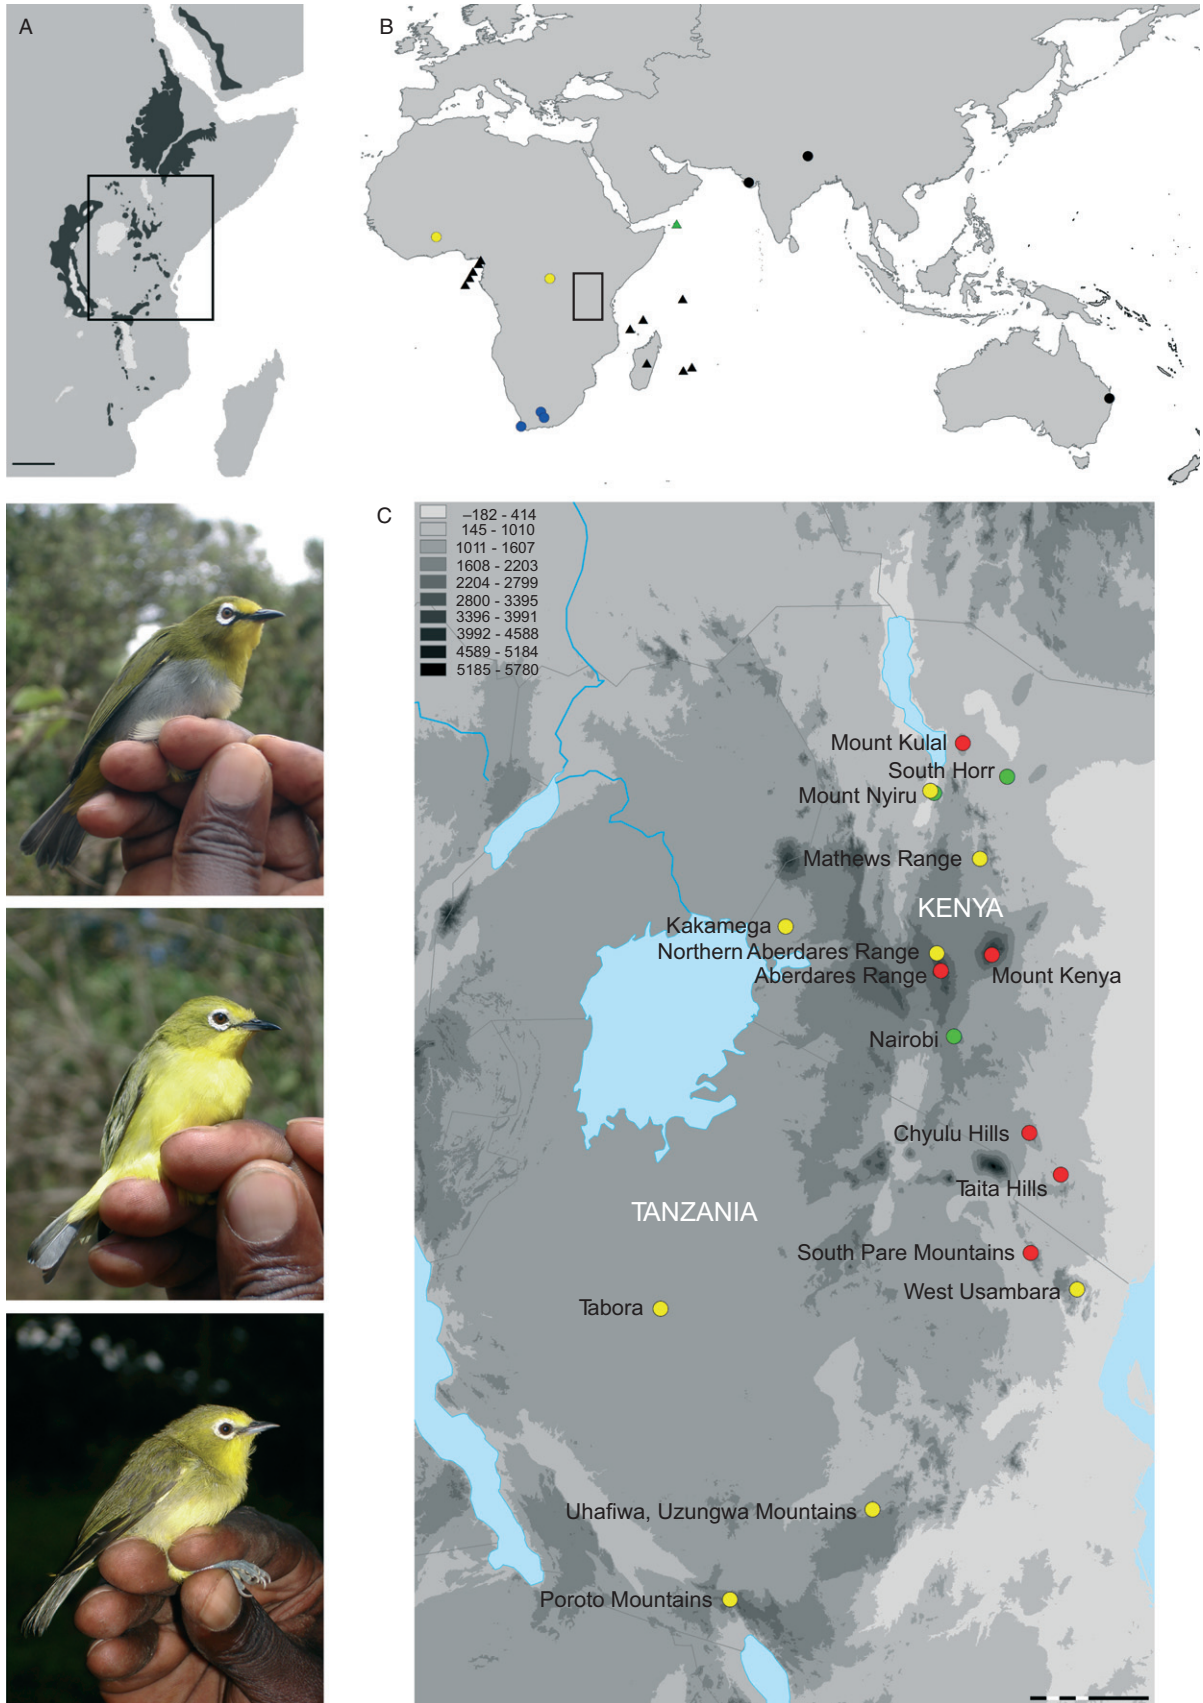 A
B
C
–182 - 414
145 - 1010
1011 - 1607
1608 - 2203
2204 - 2799
2800 - 3395
3396 - 3991
3992 - 4588
4589 - 5184
5185 - 5780
Mount Kulal
South Horr
Mount Nyiru
Mathews Range
KENYA
Kakamega
Northern Aberdares Range
Aberdares Range
Mount Kenya
Nairobi
Chyulu Hills
Taita Hills
TANZANIA
South Pare Mountains
West Usambara
Tabora
Uhafiwa, Uzungwa Mountains
Poroto Mountains